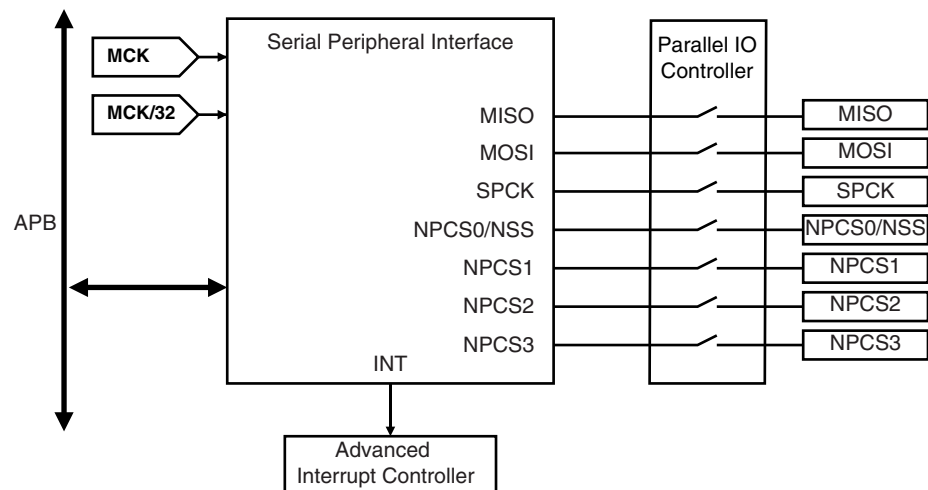 Serial Peripheral Interface
Parallel IO
Controller
MCK
MCK/32
APB
MISO
MOSI
SPCK
NPCS0/NSS
NPCS1
NPCS2
NPCS3
INT
MISO
MOSI
SPCK
NPCS0/NSS
NPCS1
NPCS2
NPCS3
Advanced
Interrupt Controller